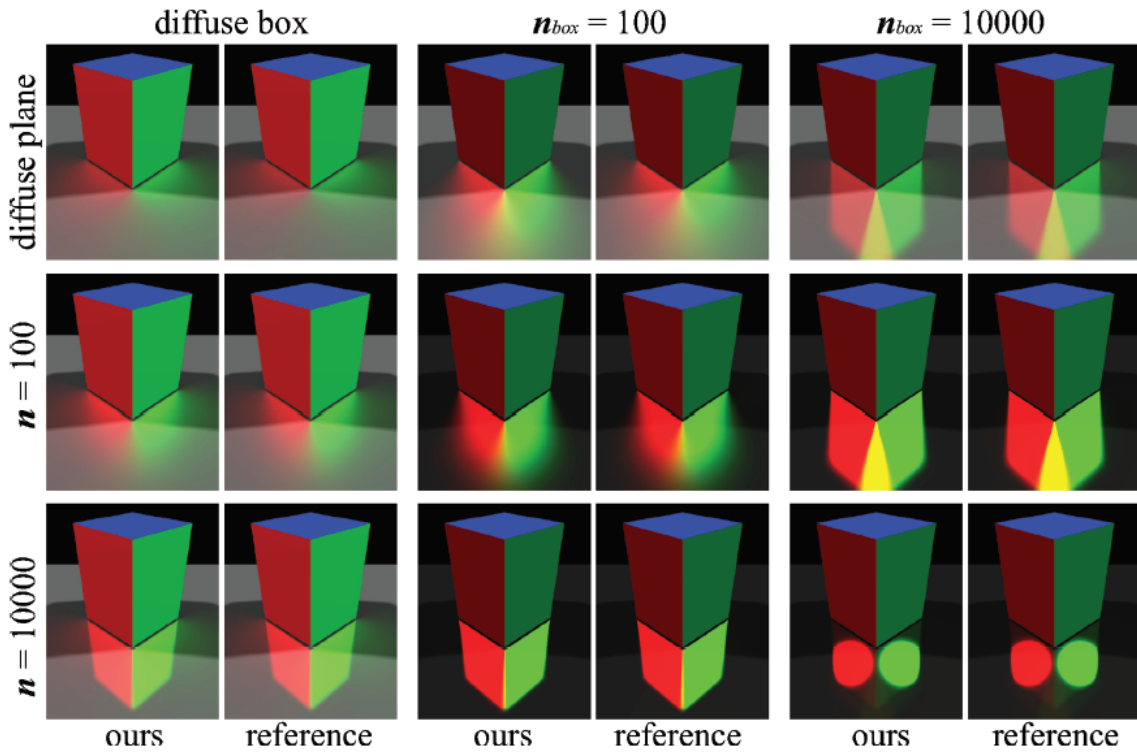 diffuse box
n_box = 100
n_box = 10000
diffuse plane
n = 100
n = 10000
ours
reference
ours
reference
ours
reference